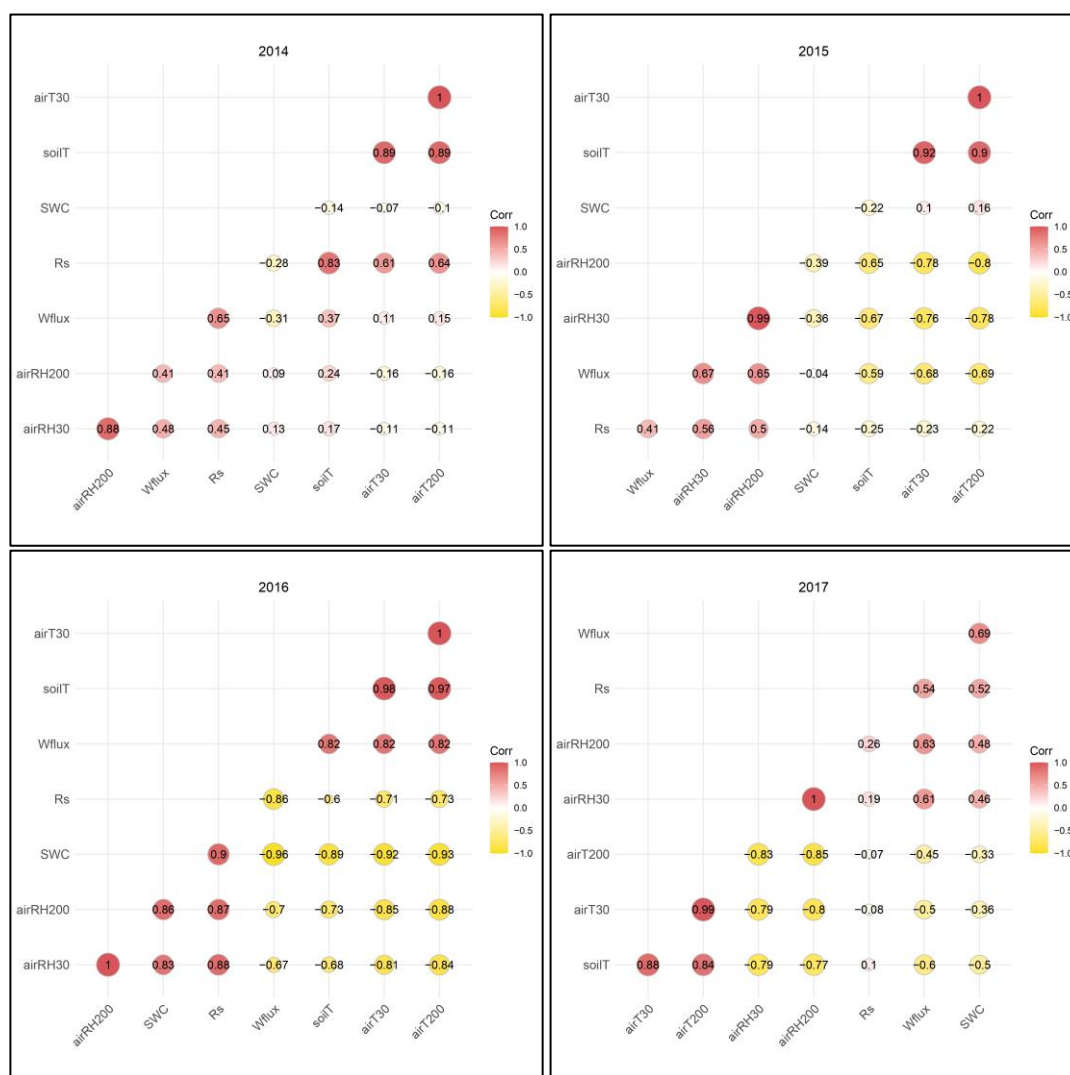 2014
airT30 1
soilT 0.89 0.89
SWC −0.14 −0.07 −0.1
Rs −0.28 0.83 0.61 0.64
Wflux 0.65 −0.31 0.37 0.11 0.15
airRH200 0.41 0.41 0.09 0.24 −0.16 −0.16
airRH30 0.88 0.48 0.45 0.13 0.17 −0.11 −0.11
airRH200 Wflux Rs SWC soilT airT30 airT200
Corr
1.0
0.5
0.0
−0.5
−1.0
2015
airT30 1
soilT 0.92 0.9
SWC −0.22 0.1 0.16
airRH200 −0.39 −0.65 −0.78 −0.8
airRH30 0.99 −0.36 −0.67 −0.76 −0.78
Wflux 0.67 0.65 −0.04 −0.59 −0.68 −0.69
Rs 0.41 0.56 0.5 −0.14 −0.25 −0.23 −0.22
Wflux airRH30 airRH200 SWC soilT airT30 airT200
Corr
1.0
0.5
0.0
−0.5
−1.0
2016
airT30 1
soilT 0.98 0.97
Wflux 0.82 0.82 0.82
Rs −0.86 −0.6 −0.71 −0.73
SWC 0.9 −0.96 −0.89 −0.92 −0.93
airRH200 0.86 0.87 −0.7 −0.73 −0.85 −0.88
airRH30 1 0.83 0.88 −0.67 −0.68 −0.81 −0.84
airRH200 SWC Rs Wflux soilT airT30 airT200
Corr
1.0
0.5
0.0
−0.5
−1.0
2017
Wflux 0.69
Rs 0.54 0.52
airRH200 0.26 0.63 0.48
airRH30 1 0.19 0.61 0.46
airT200 −0.83 −0.85 −0.07 −0.45 −0.33
airT30 0.99 −0.79 −0.8 −0.08 −0.5 −0.36
soilT 0.88 0.84 −0.79 −0.77 0.1 −0.6 −0.5
airT30 airT200 airRH30 airRH200 Rs Wflux SWC
Corr
1.0
0.5
0.0
−0.5
−1.0